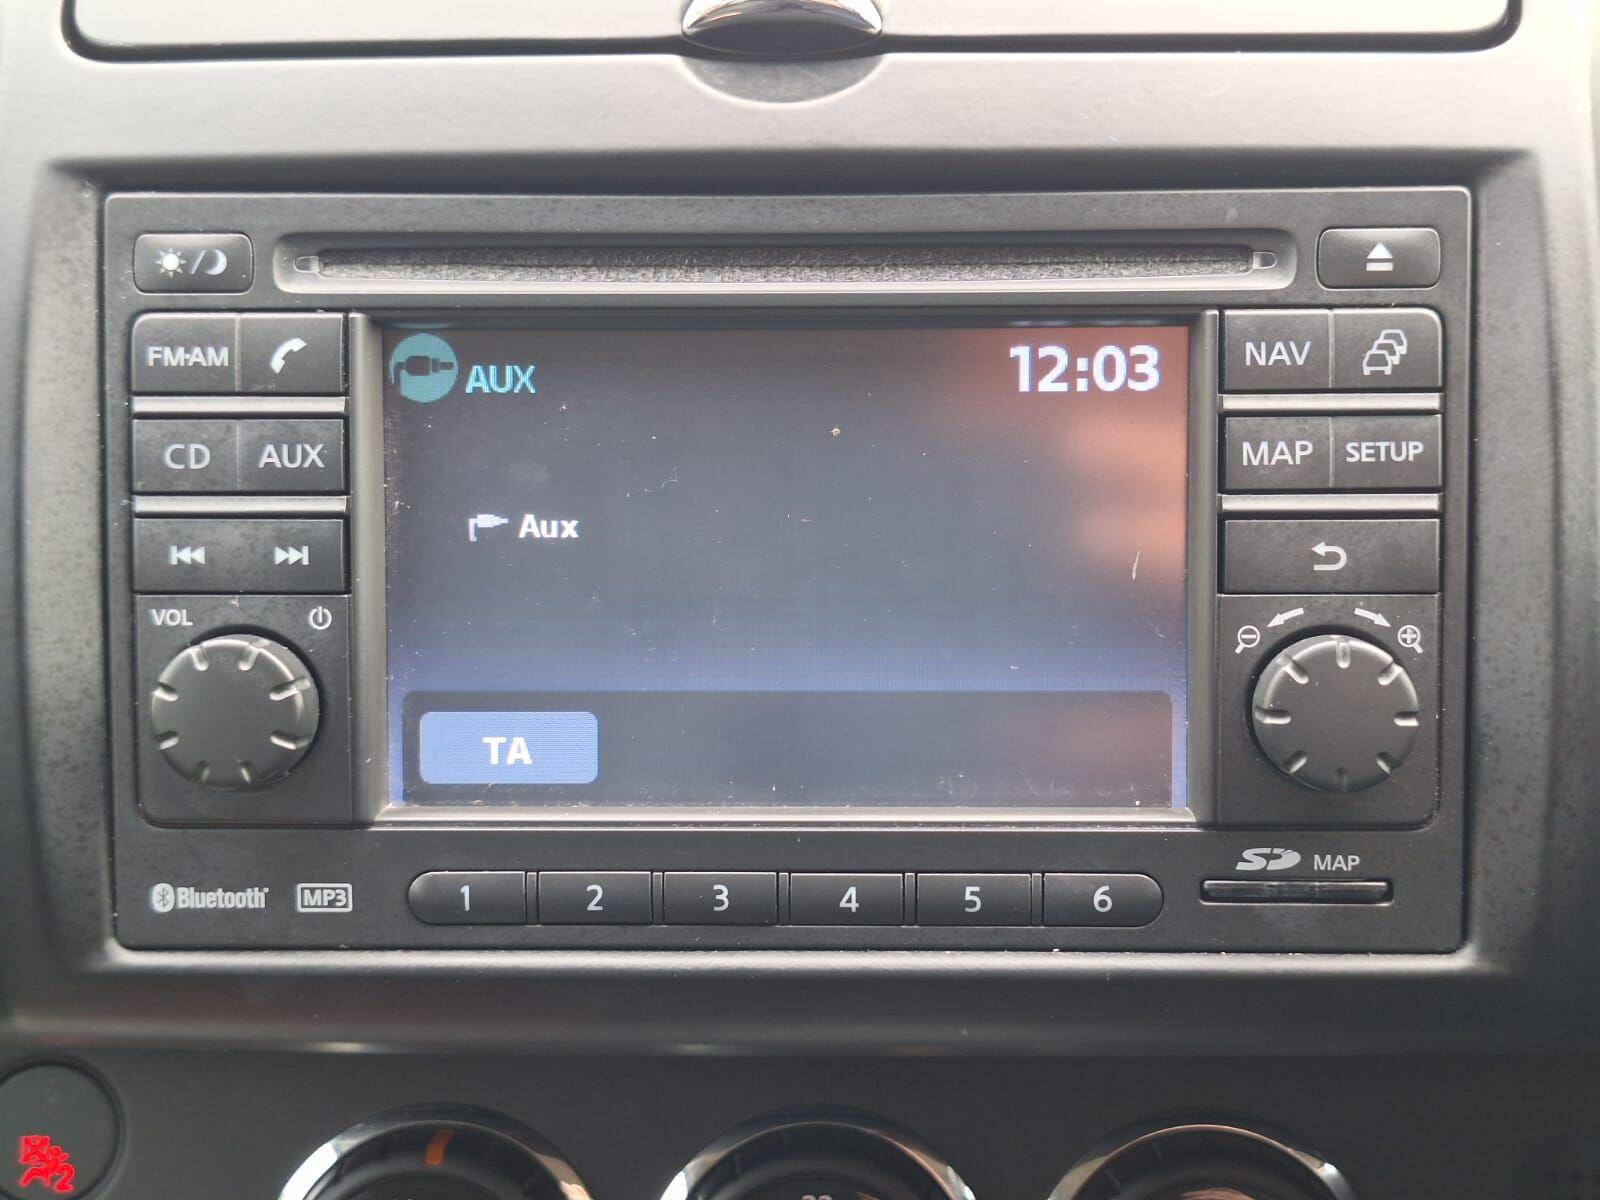 FM·AM
AUX
12:03
NAV
CD AUX
Aux
MAP SETUP
VOL
TA
Bluetooth®
MP3
1 2 3 4 5 6
SD MAP
2